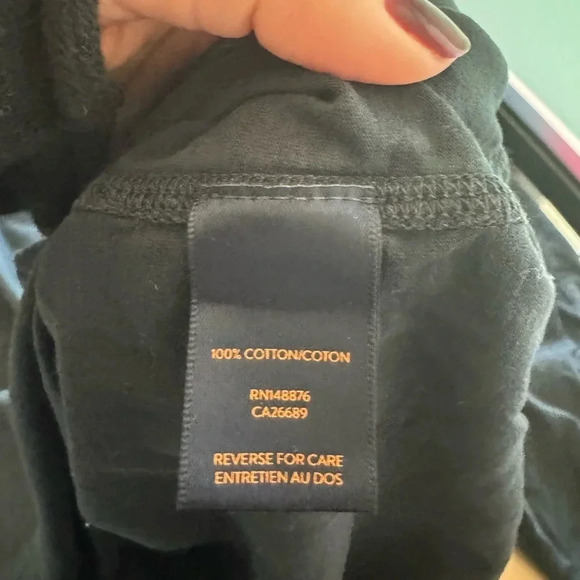 100% COTTON/COTON
RN148876
CA26689
REVERSE FOR CARE
ENTRETIEN AU DOS